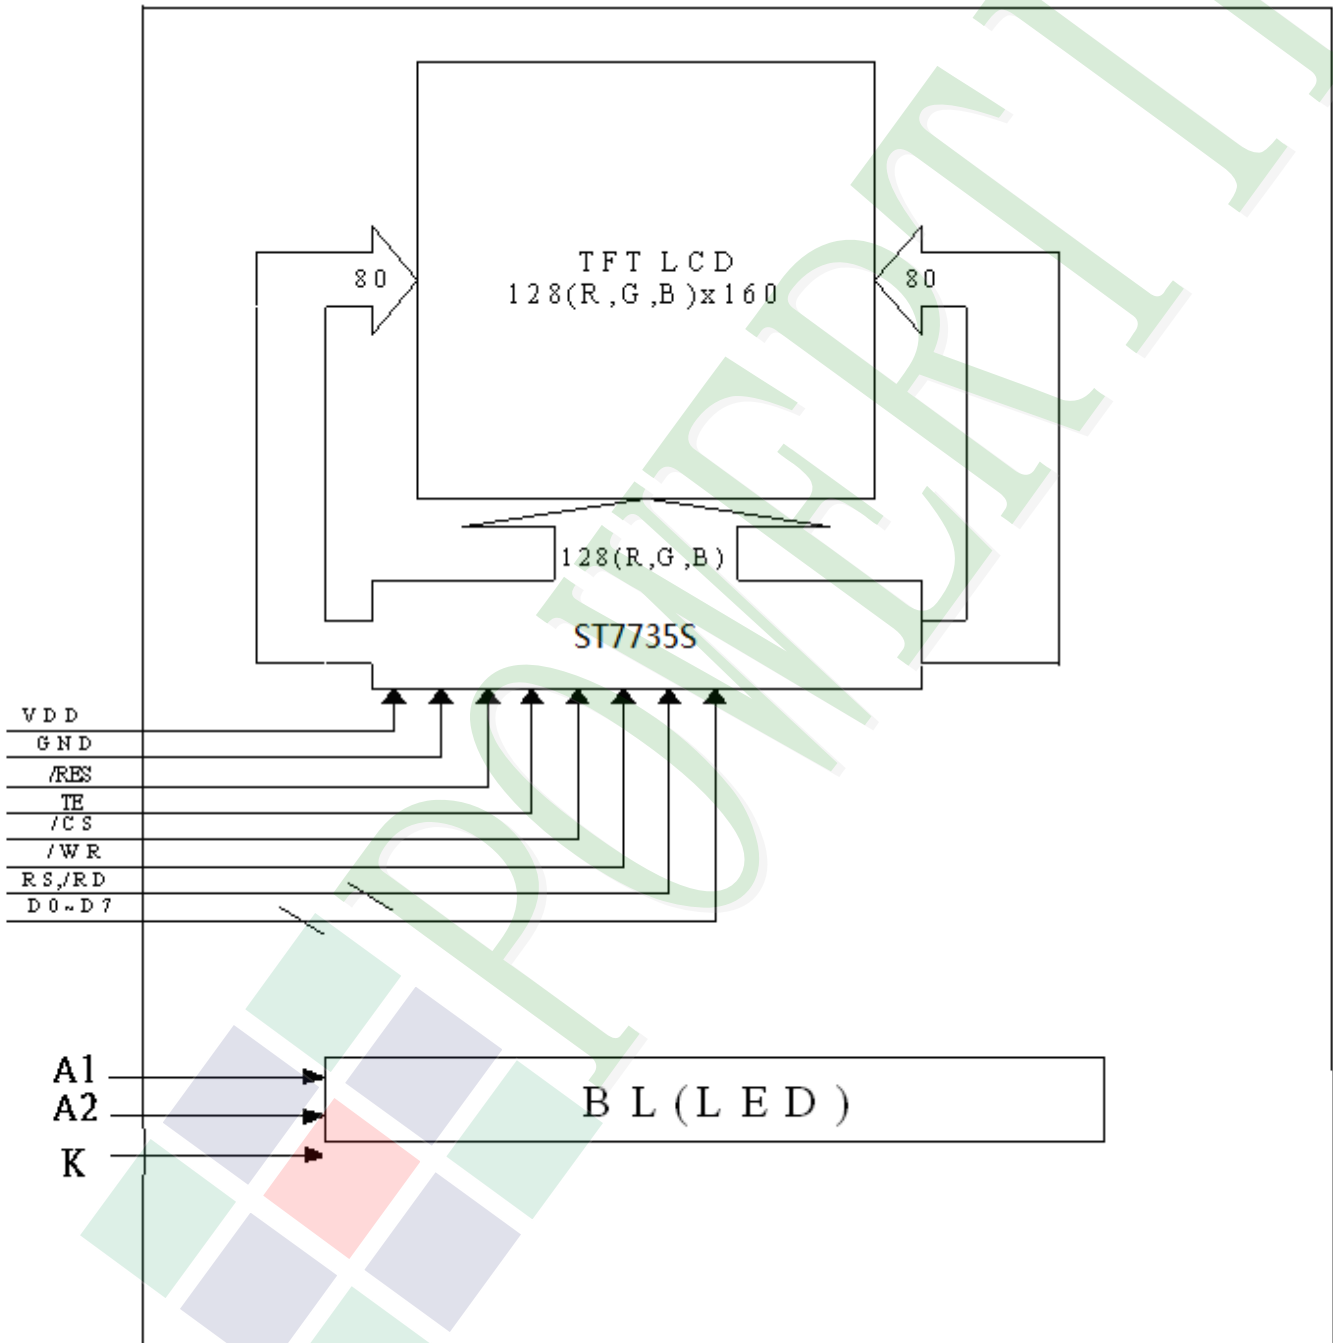 TFT LCD
128(R,G,B)x160
80
80
128(R,G,B)
ST7735S
VDD
GND
/RES
TE
/CS
/WR
RS,/RD
D0~D7
A1
A2
K
BL(LED)
POWERTI